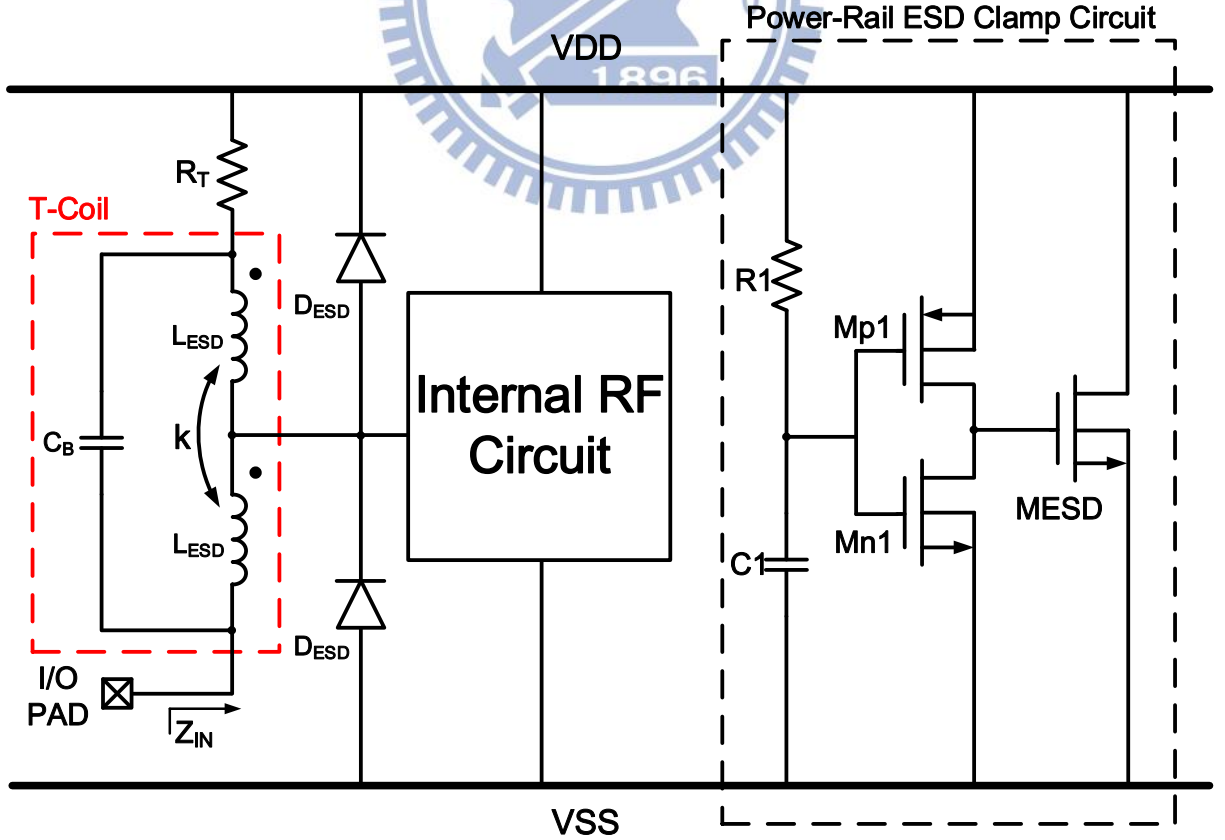 Power-Rail ESD Clamp Circuit
VDD
1896
RT
T-Coil
DESD
R1
LESD
Mp1
Internal RF
Circuit
k
CB
MESD
LESD
Mn1
C1
DESD
I/O
PAD
ZIN
VSS